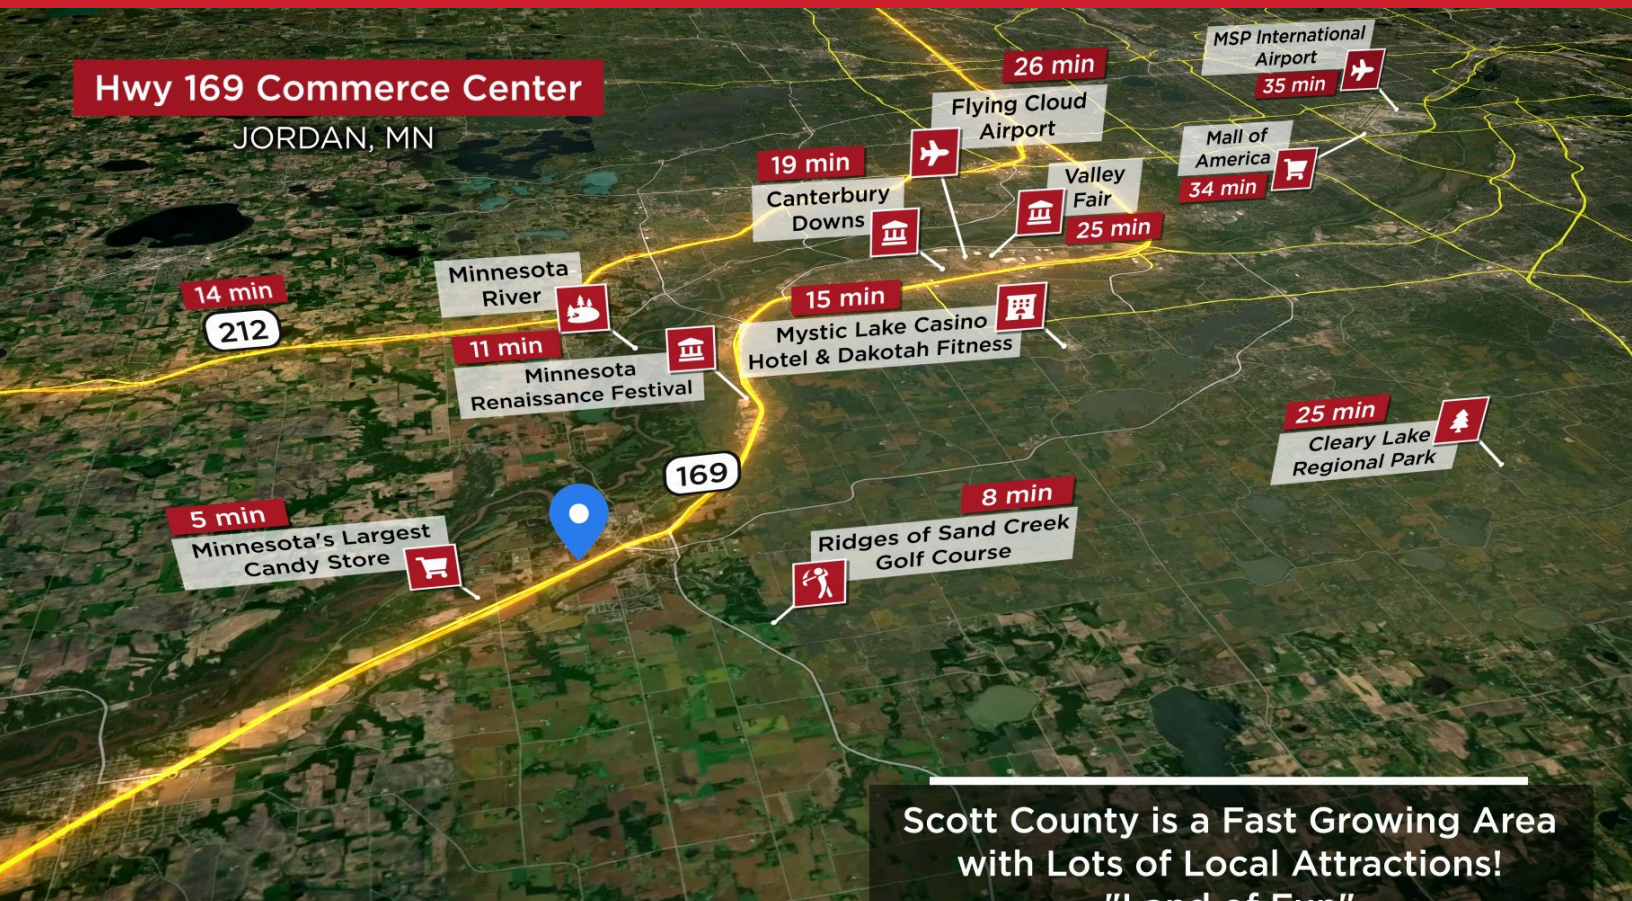 Hwy 169 Commerce Center
JORDAN, MN
MSP International
Airport
35 min
26 min
Flying Cloud
Airport
Mall of
America
34 min
19 min
Canterbury
Downs
Valley
Fair
25 min
Minnesota
River
14 min
212
15 min
Mystic Lake Casino
Hotel & Dakotah Fitness
11 min
Minnesota
Renaissance Festival
25 min
Cleary Lake
Regional Park
169
8 min
Ridges of Sand Creek
Golf Course
5 min
Minnesota's Largest
Candy Store
Scott County is a Fast Growing Area
with Lots of Local Attractions!
"Land of Fun"